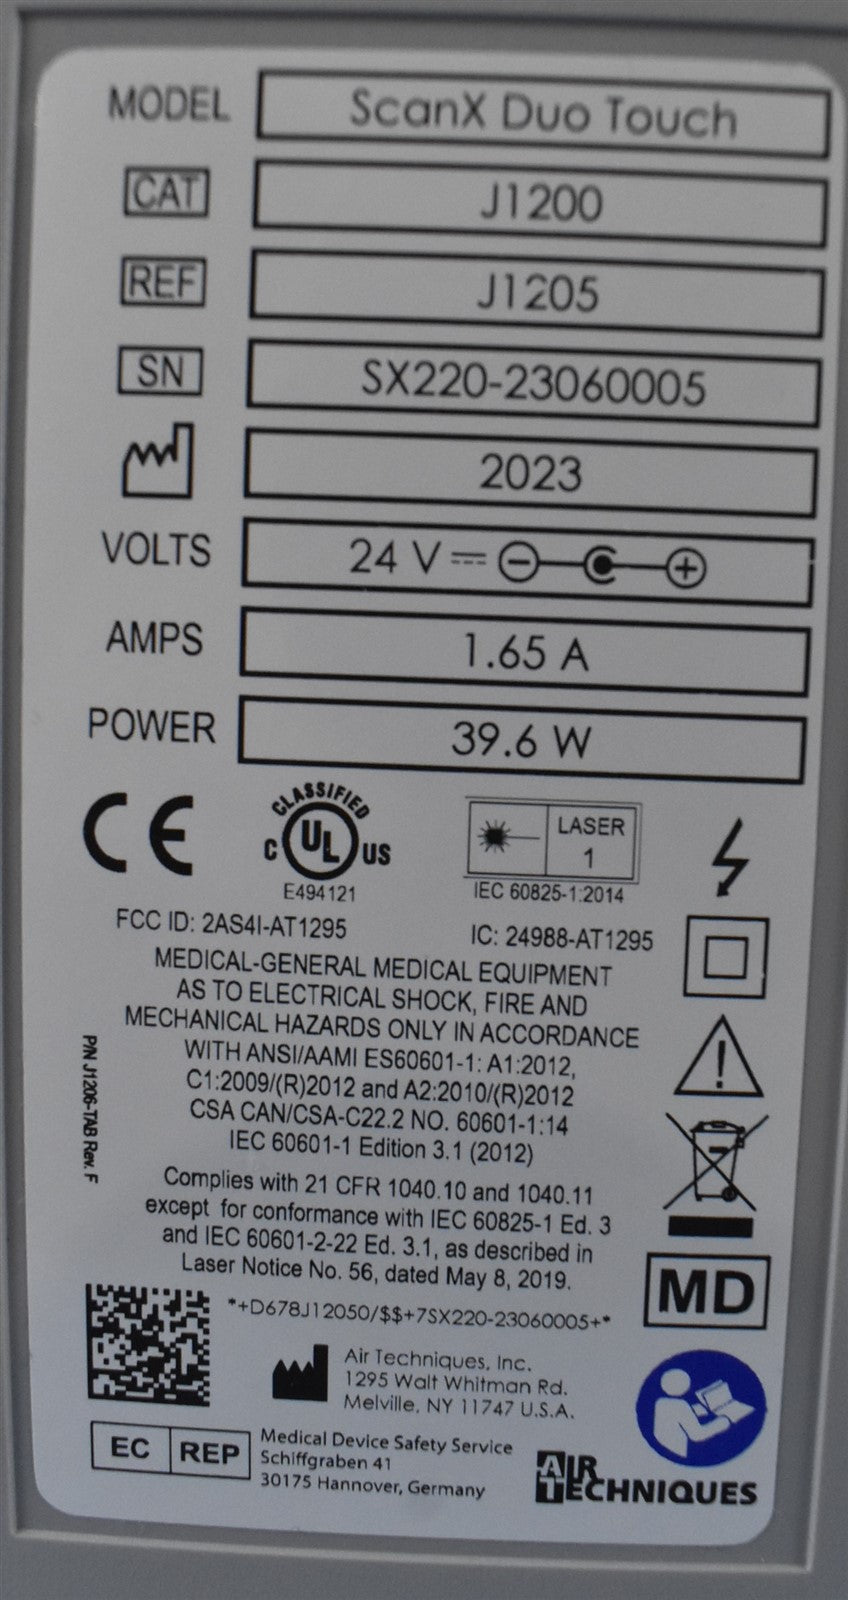 MODEL ScanX Duo Touch
CAT J1200
REF J1205
SN SX220-23060005
2023
VOLTS 24 V
AMPS 1.65 A
POWER 39.6 W
CE
CLASSIFIED
C UL US
E494121
LASER
1
IEC 60825-1:2014
FCC ID: 2AS4I-AT1295
IC: 24988-AT1295
MEDICAL-GENERAL MEDICAL EQUIPMENT
AS TO ELECTRICAL SHOCK, FIRE AND
MECHANICAL HAZARDS ONLY IN ACCORDANCE
WITH ANSI/AAMI ES60601-1: A1:2012,
C1:2009/(R)2012 and A2:2010/(R)2012
CSA CAN/CSA-C22.2 NO. 60601-1:14
IEC 60601-1 Edition 3.1 (2012)
P/N J1206-TAB Rev. F
Complies with 21 CFR 1040.10 and 1040.11
except for conformance with IEC 60825-1 Ed. 3
and IEC 60601-2-22 Ed. 3.1, as described in
Laser Notice No. 56, dated May 8, 2019.
MD
*+D678J12050/$$+7SX220-23060005+*
Air Techniques, Inc.
1295 Walt Whitman Rd.
Melville, NY 11747 U.S.A.
EC REP
Medical Device Safety Service
Schiffgraben 41
30175 Hannover, Germany
AIR
TECHNIQUES